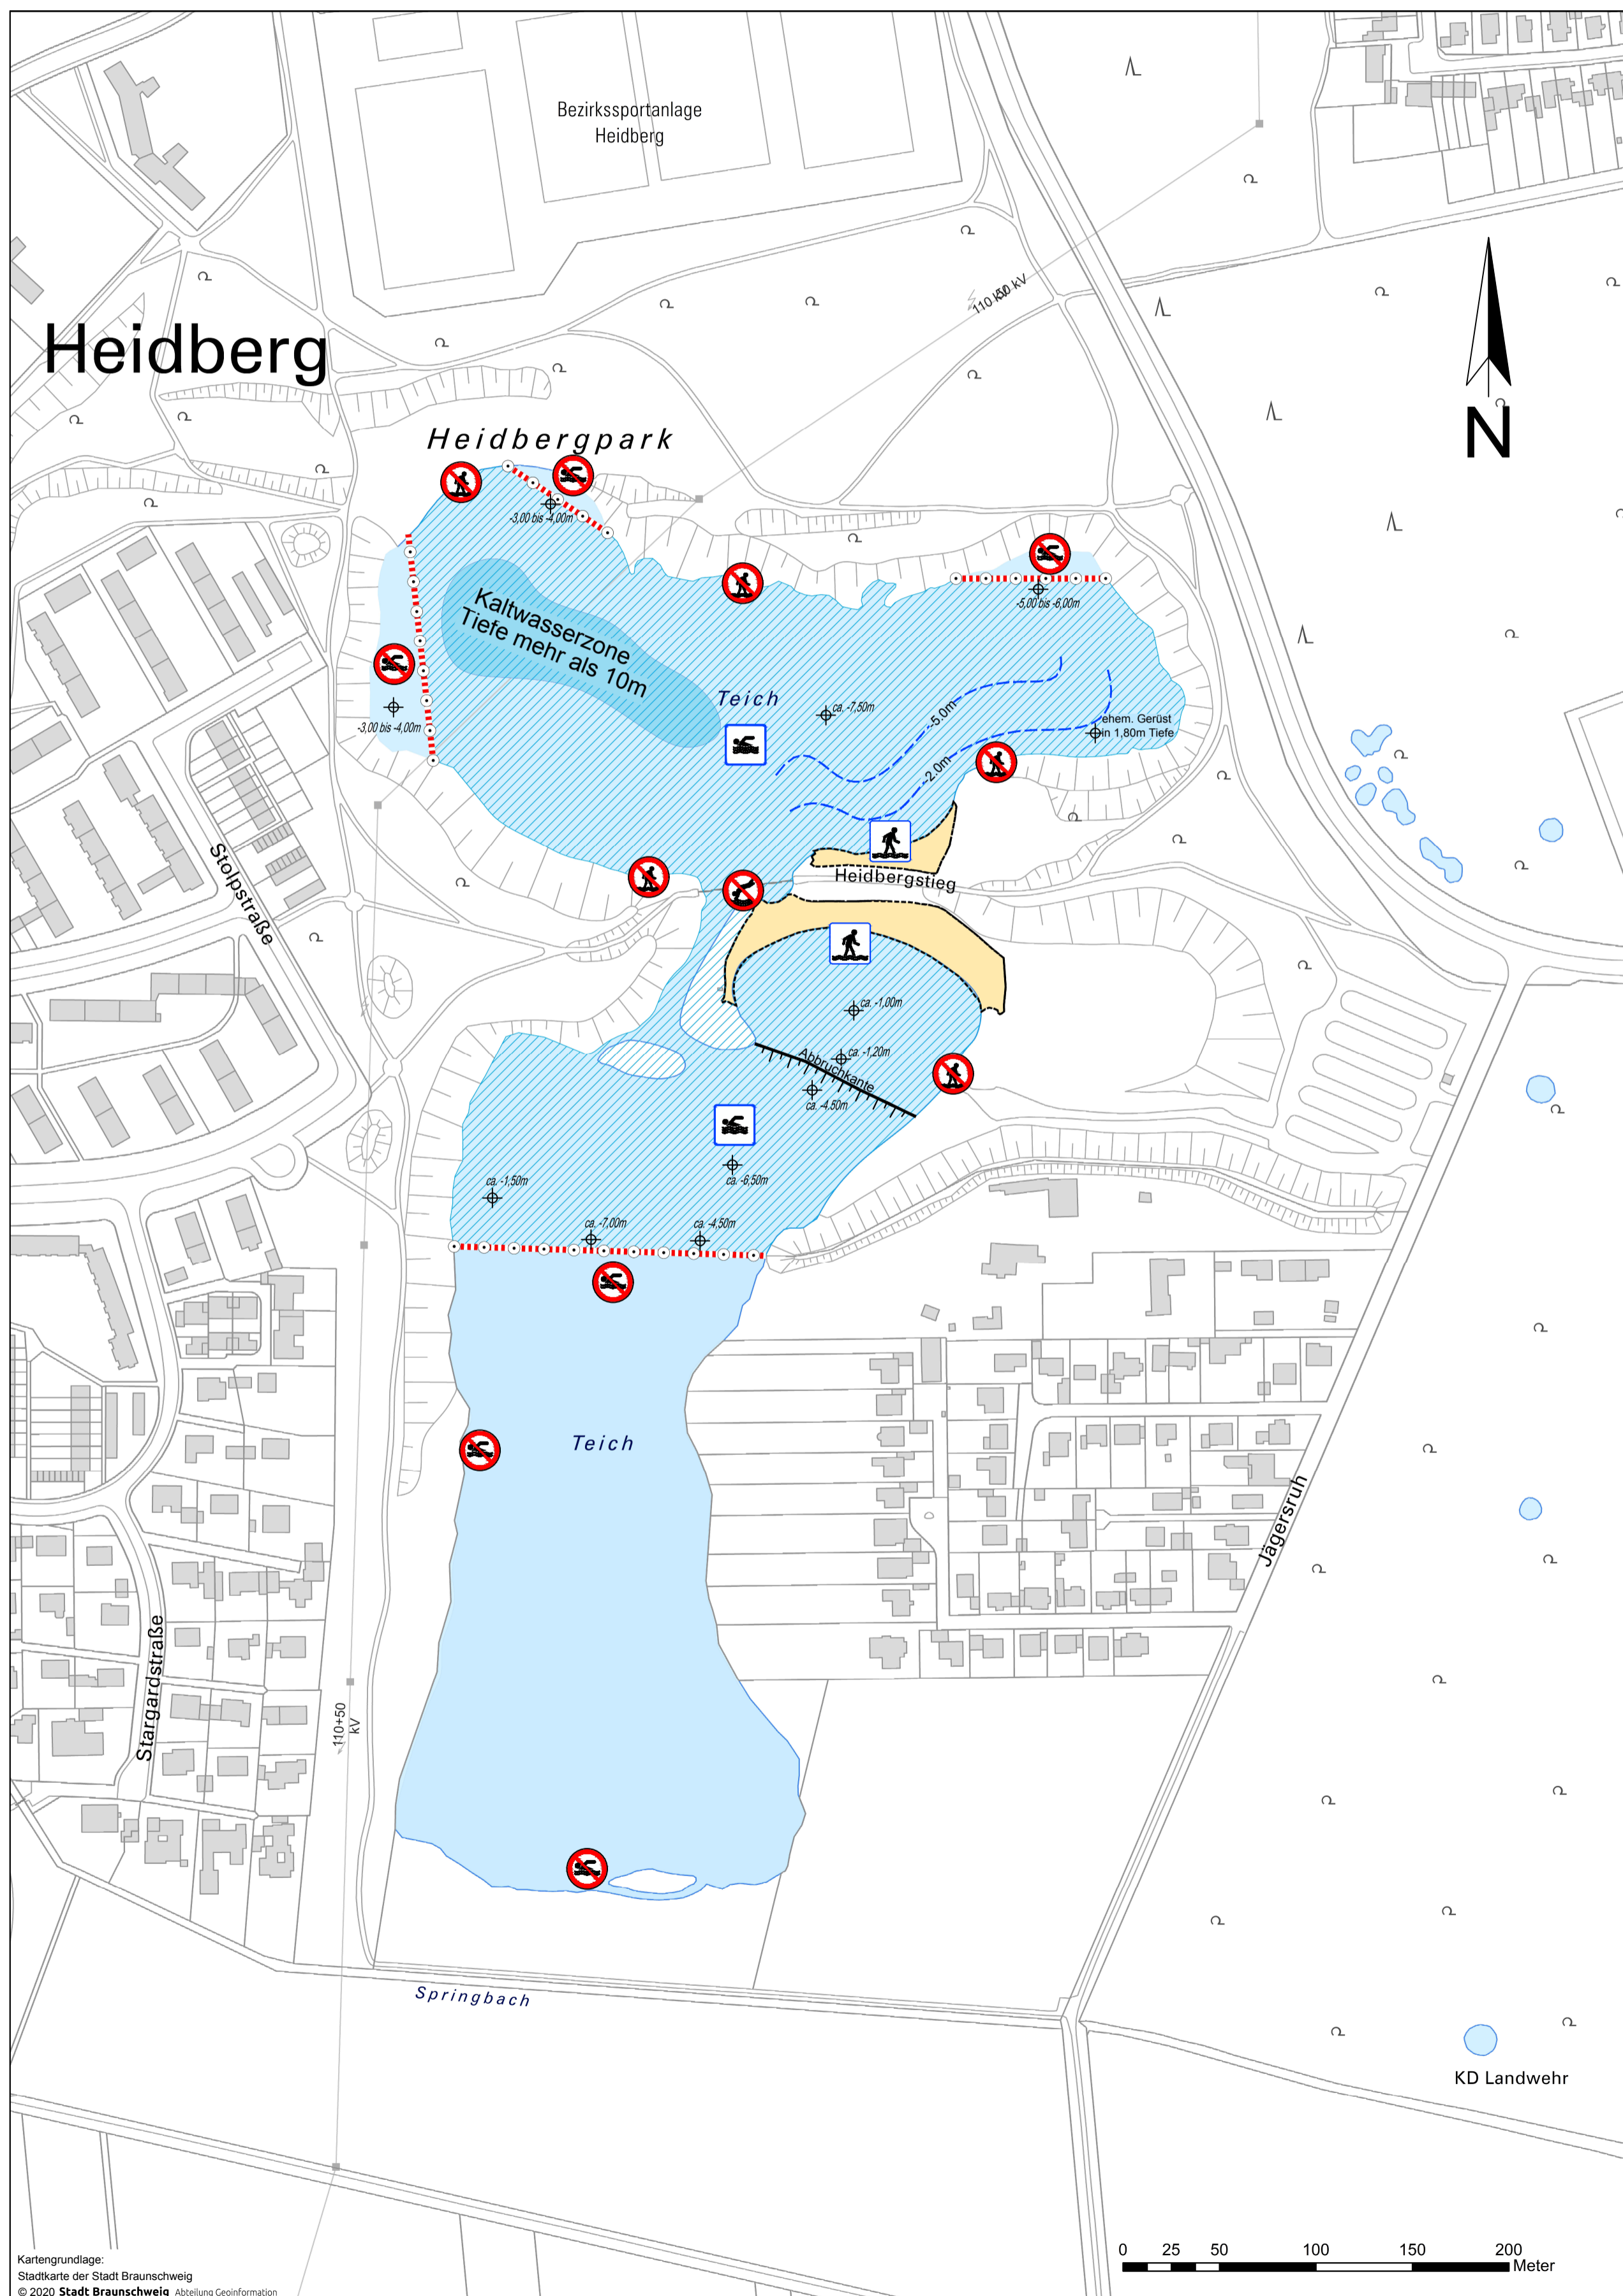 Bezirkssportanlage
Heidberg
110 kV
50 kV
Heidberg
N
Heidbergpark
-3,00 bis -4,00m
-5,00 bis -6,00m
Kaltwasserzone
Tiefe mehr als 10m
Teich
ca. -7,50m
-5.0m
ehem. Gerüst
in 1,80m Tiefe
-3,00 bis -4,00m
-2.0m
Stolpstraße
Heidbergstieg
ca. -1,00m
Abbruchkante
ca. -1,20m
ca. -4.50m
ca. -1,50m
ca. -6,50m
ca. -7,00m
ca. -4,50m
Teich
Jägersruh
Stargardstraße
110+50
kV
Springbach
KD Landwehr
0 25 50 100 150 200
Meter
Kartengrundlage:
Stadtkarte der Stadt Braunschweig
© 2020 Stadt Braunschweig Abteilung Geoinformation